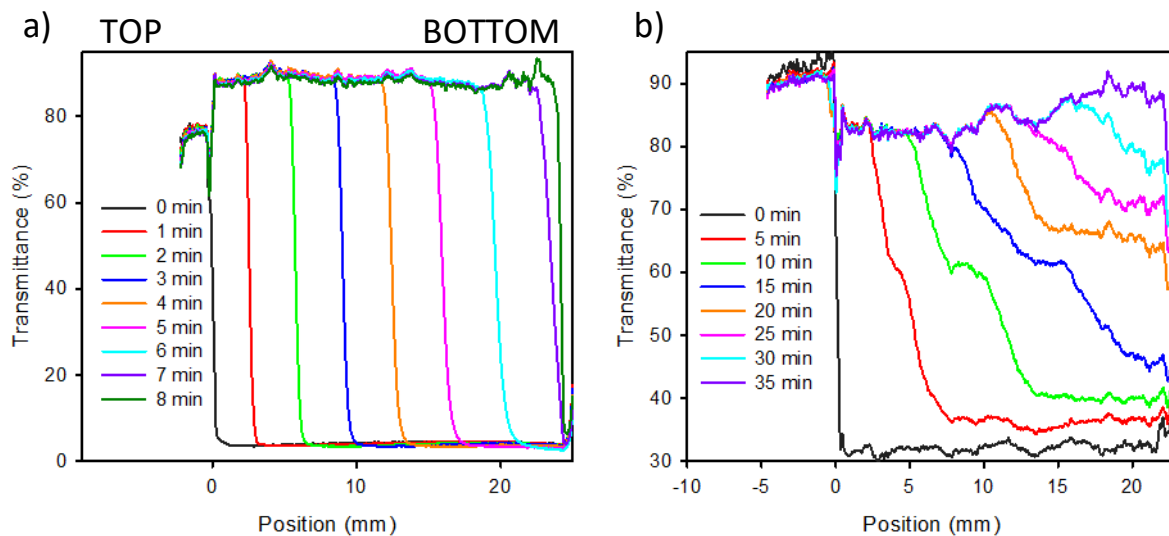 a)
TOP
BOTTOM
Transmittance (%)
80
60
40
20
0
0 min
1 min
2 min
3 min
4 min
5 min
6 min
7 min
8 min
0
10
20
Position (mm)
b)
Transmittance (%)
90
80
70
60
50
40
30
0 min
5 min
10 min
15 min
20 min
25 min
30 min
35 min
-10
-5
0
5
10
15
20
Position (mm)